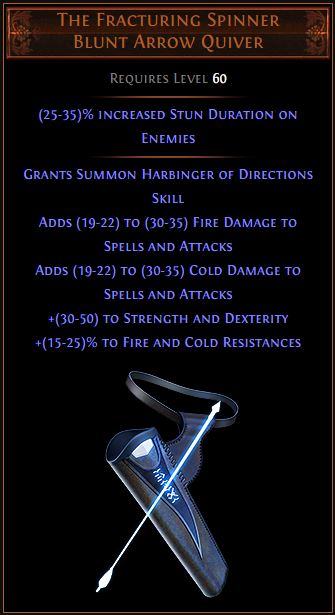 The Fracturing Spinner
Blunt Arrow Quiver
Requires Level 60
(25-35)% increased Stun Duration on
Enemies
Grants Summon Harbinger of Directions
Skill
Adds (19-22) to (30-35) Fire Damage to
Spells and Attacks
Adds (19-22) to (30-35) Cold Damage to
Spells and Attacks
+(30-50) to Strength and Dexterity
+(15-25)% to Fire and Cold Resistances